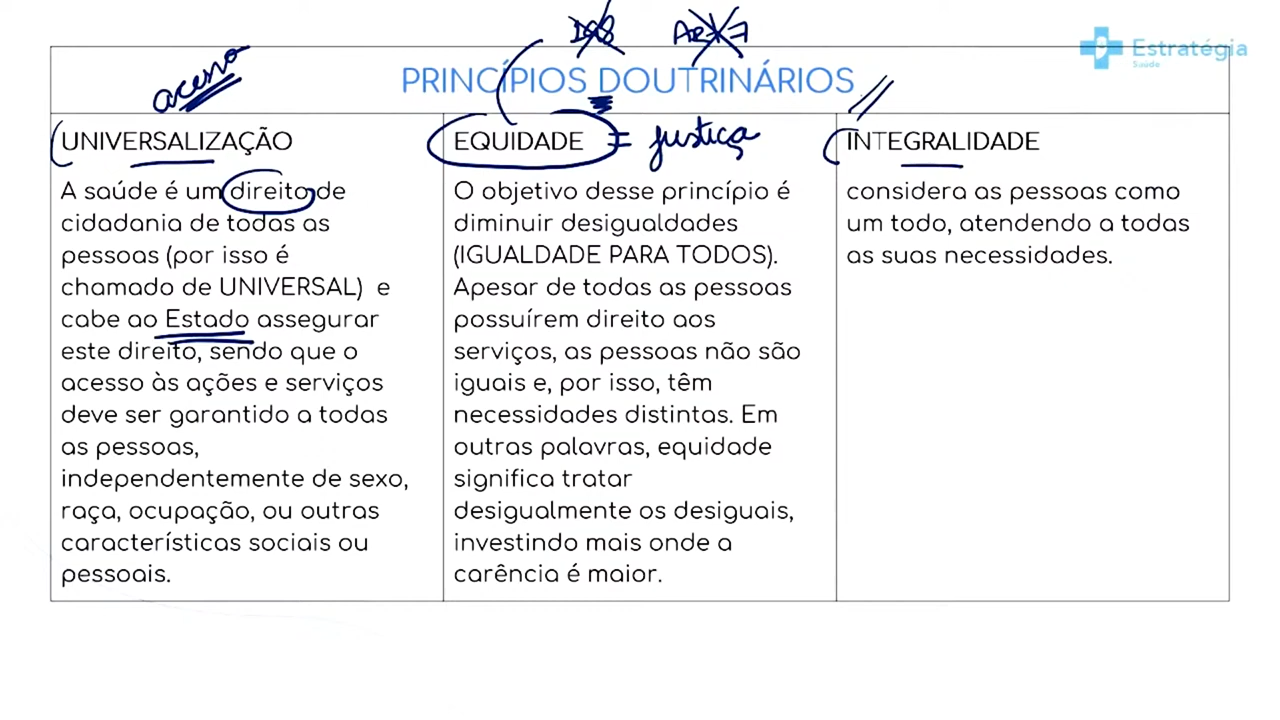 198 Art 7
Estratégia
Saúde
acesso
PRINCÍPIOS DOUTRINÁRIOS
UNIVERSALIZAÇÃO
A saúde é um direito de
cidadania de todas as
pessoas (por isso é
chamado de UNIVERSAL) e
cabe ao Estado assegurar
este direito, sendo que o
acesso às ações e serviços
deve ser garantido a todas
as pessoas,
independentemente de sexo,
raça, ocupação, ou outras
características sociais ou
pessoais.
EQUIDADE = justiça
O objetivo desse princípio é
diminuir desigualdades
(IGUALDADE PARA TODOS).
Apesar de todas as pessoas
possuírem direito aos
serviços, as pessoas não são
iguais e, por isso, têm
necessidades distintas. Em
outras palavras, equidade
significa tratar
desigualmente os desiguais,
investindo mais onde a
carência é maior.
INTEGRALIDADE
considera as pessoas como
um todo, atendendo a todas
as suas necessidades.